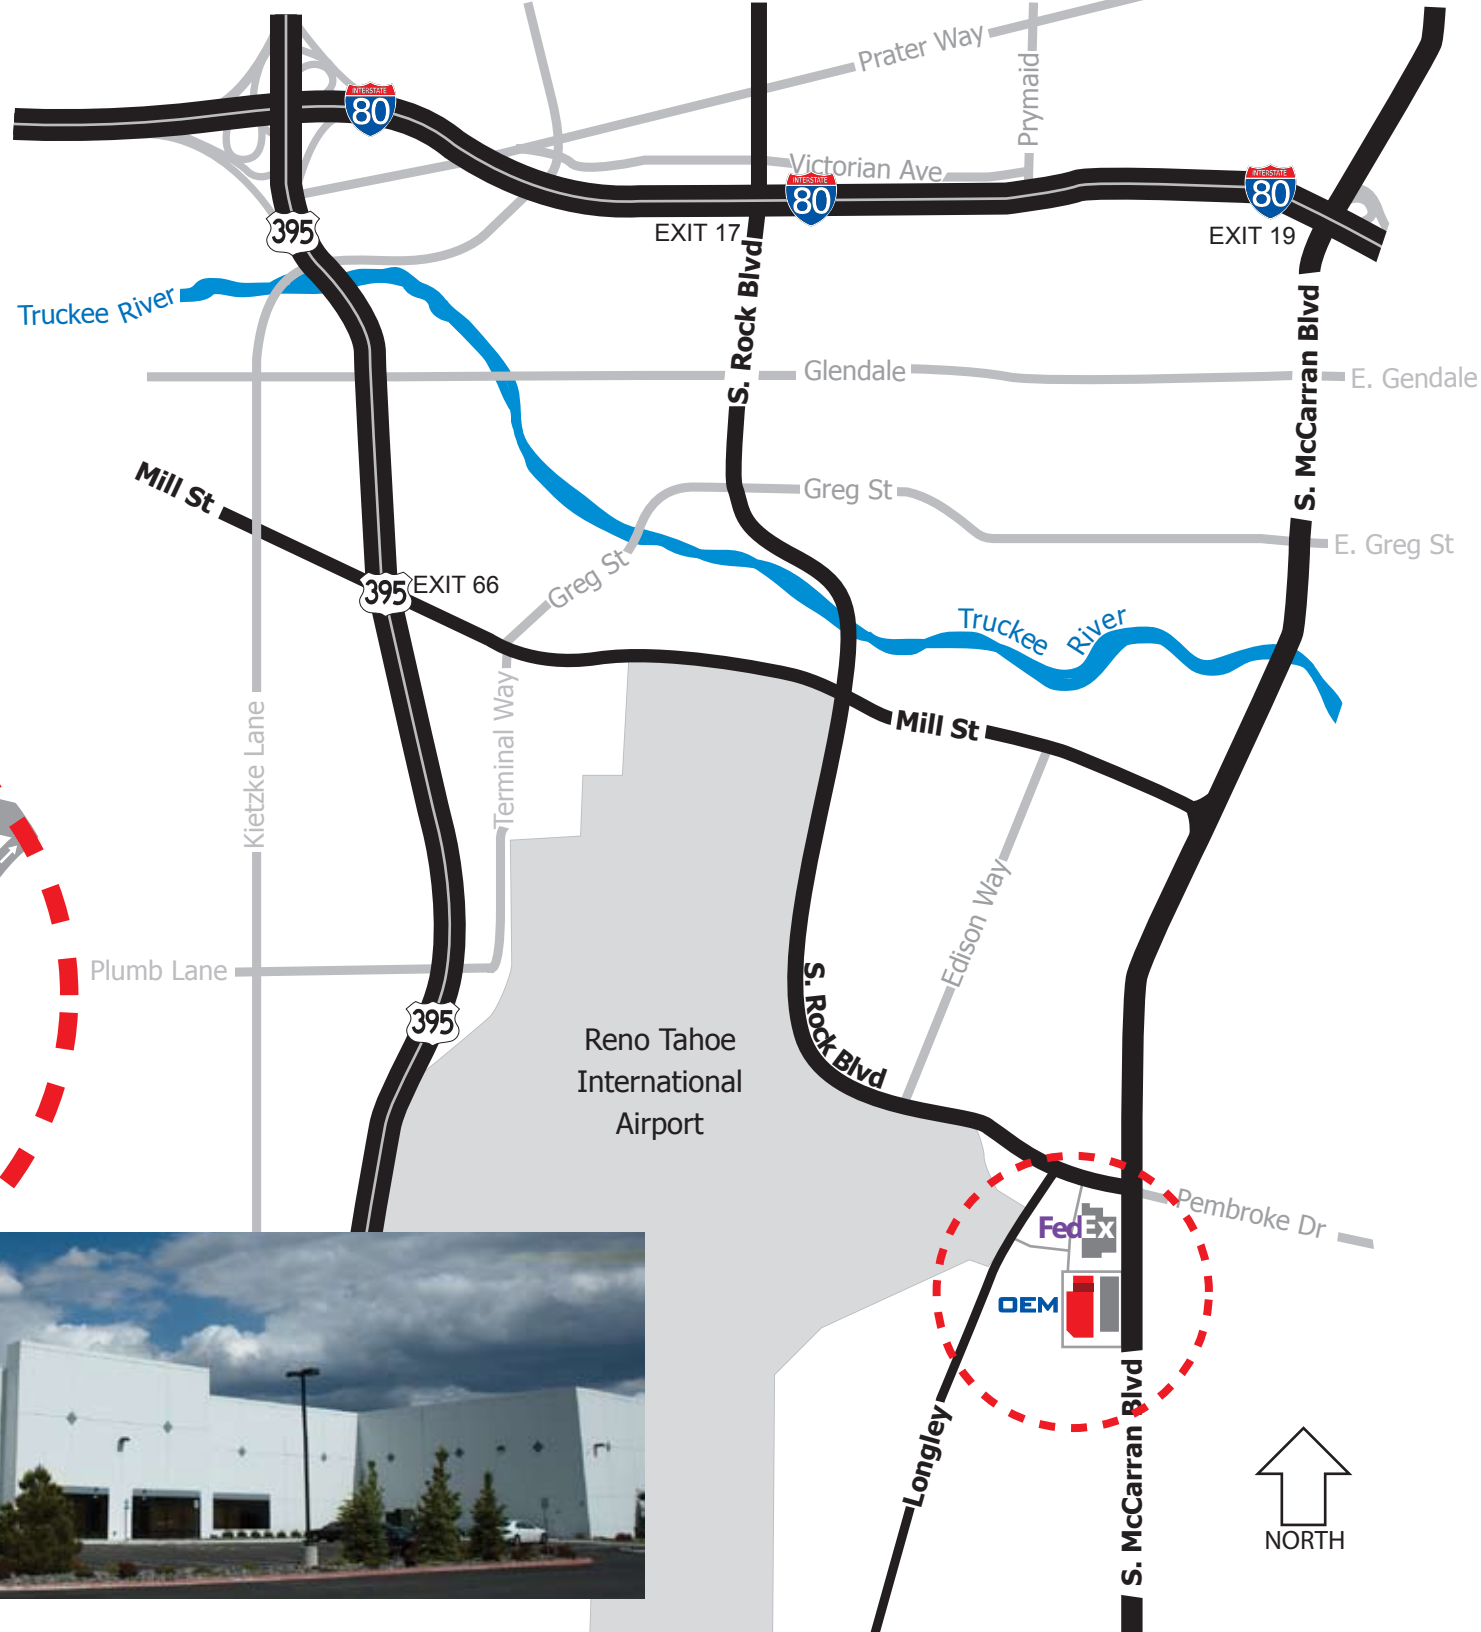 Prater Way
Prymaid
INTERSTATE
80
Victorian Ave
INTERSTATE
80
INTERSTATE
80
395
EXIT 17
EXIT 19
Truckee River
S. Rock Blvd
S. McCarran Blvd
Glendale
E. Gendale
Mill St
Greg St
E. Greg St
395
EXIT 66
Greg St
Truckee River
Terminal Way
Kietzke Lane
Mill St
Edison Way
Plumb Lane
395
S. Rock Blvd
Reno Tahoe
International
Airport
Pembroke Dr
FedEx
OEM
Longley
S. McCarran Blvd
NORTH